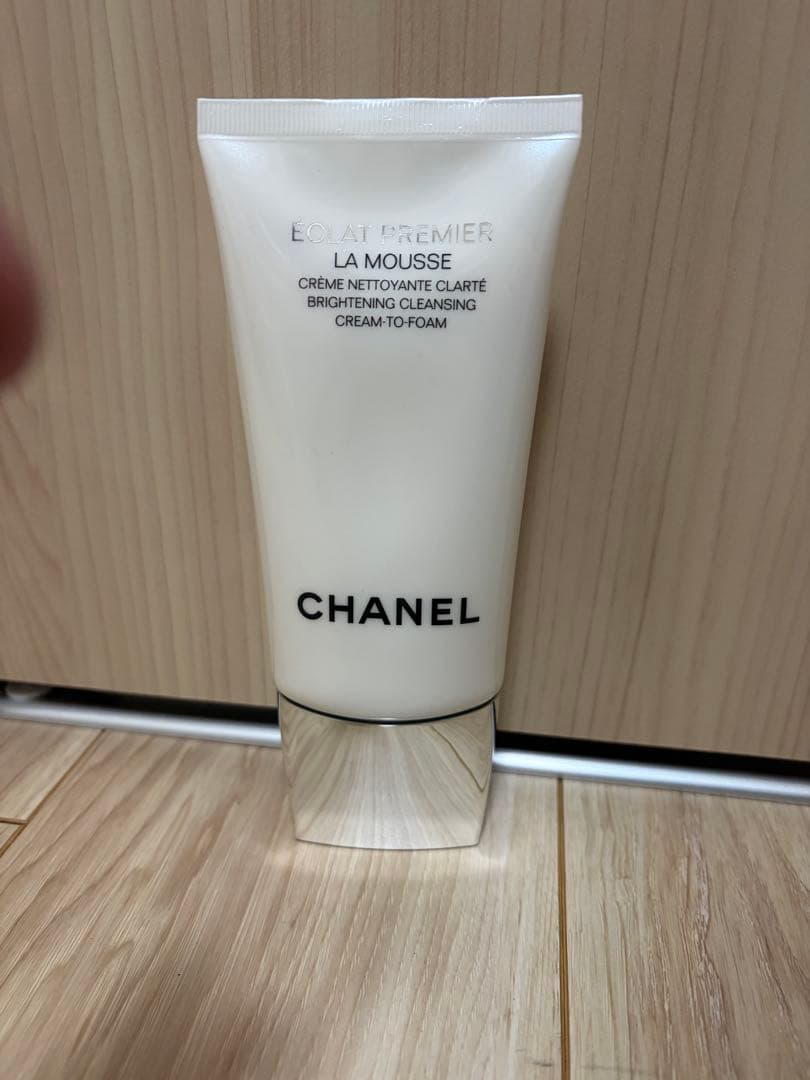 ÉCLAT PREMIER
LA MOUSSE
CRÈME NETTOYANTE CLARTÉ
BRIGHTENING CLEANSING
CREAM-TO-FOAM
CHANEL